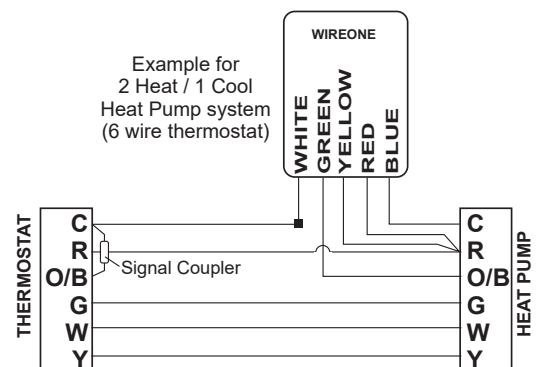 WIREONE
Example for
2 Heat / 1 Cool
Heat Pump system
(6 wire thermostat)
WHITE
GREEN
YELLOW
RED
BLUE
THERMOSTAT
C
R
O/B
G
W
Y
Signal Coupler
C
R
O/B
G
W
Y
HEAT PUMP